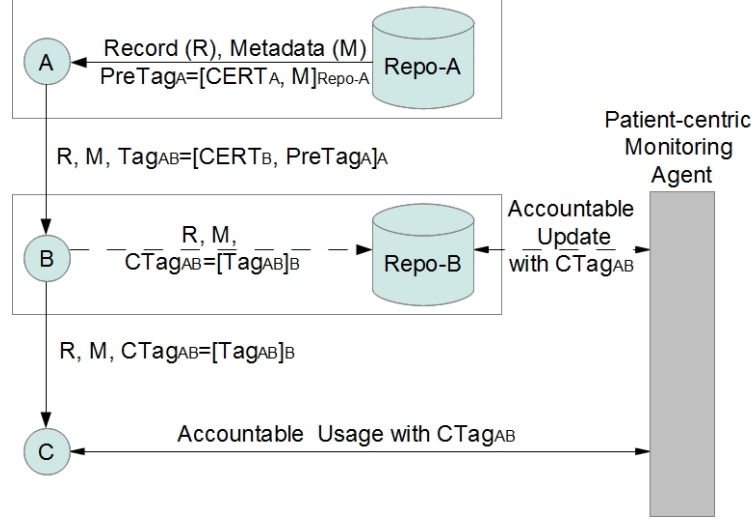 A
Record (R), Metadata (M)
PreTagA=[CERTA, M]Repo-A
Repo-A
Patient-centric
Monitoring
Agent
R, M, TagAB=[CERTB, PreTagA]A
B
R, M,
CTagAB=[TagAB]B
Repo-B
Accountable
Update
with CTagAB
R, M, CTagAB=[TagAB]B
C
Accountable Usage with CTagAB